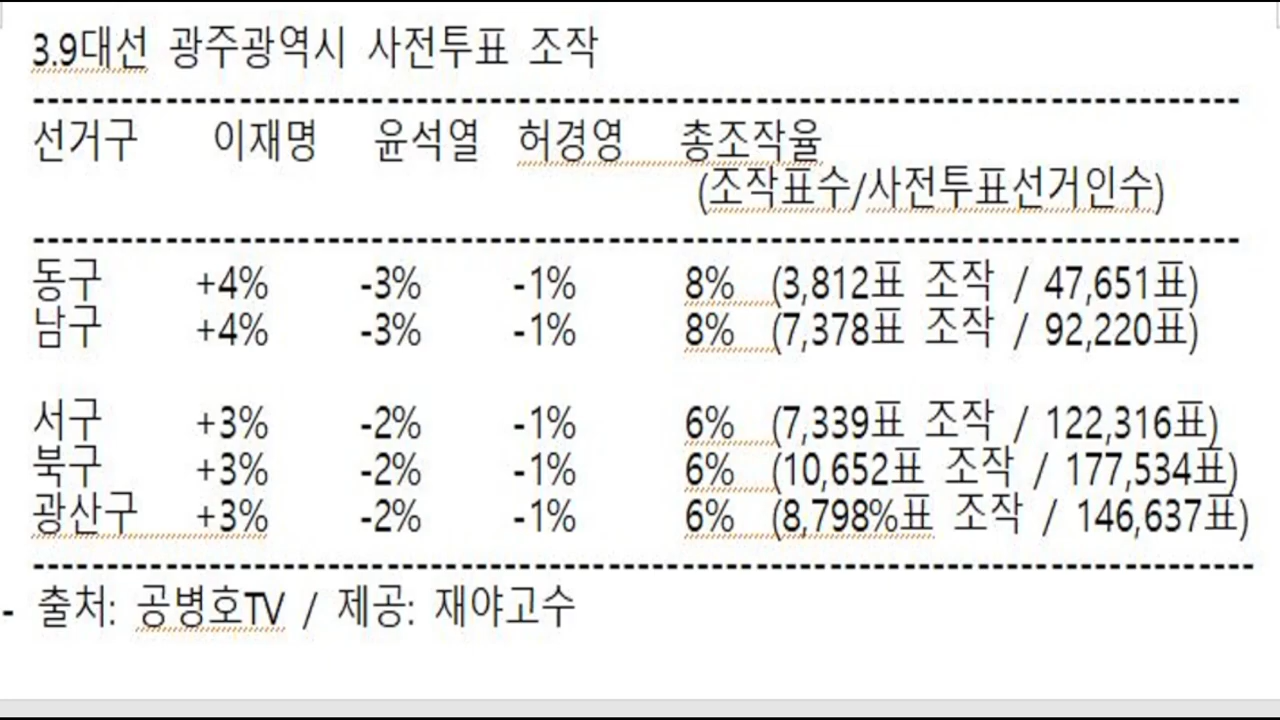 3.9대선 광주광역시 사전투표 조작
선거구 이재명 윤석열 허경영 총조작율
(조작표수/사전투표선거인수)
동구 +4% -3% -1% 8% (3,812표 조작 / 47,651표)
남구 +4% -3% -1% 8% (7,378표 조작 / 92,220표)
서구 +3% -2% -1% 6% (7,339표 조작 / 122,316표)
북구 +3% -2% -1% 6% (10,652표 조작 / 177,534표)
광산구 +3% -2% -1% 6% (8,798%표 조작 / 146,637표)
- 출처: 공병호TV / 제공: 재야고수